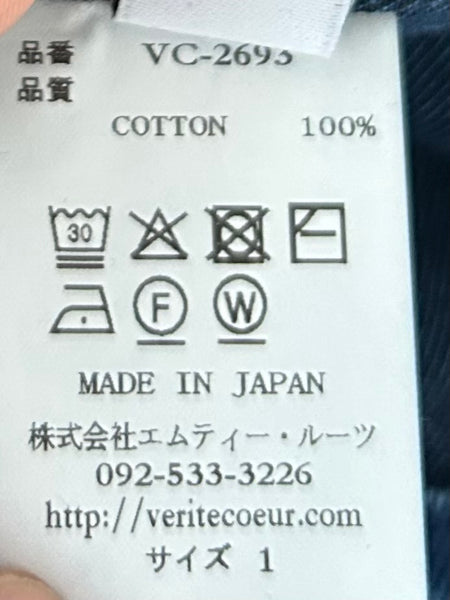 品番 VC-2693
品質
COTTON 100%
30
F W
MADE IN JAPAN
株式会社エムティー・ルーツ
092-533-3226
http://veritecoeur.com
サイズ 1